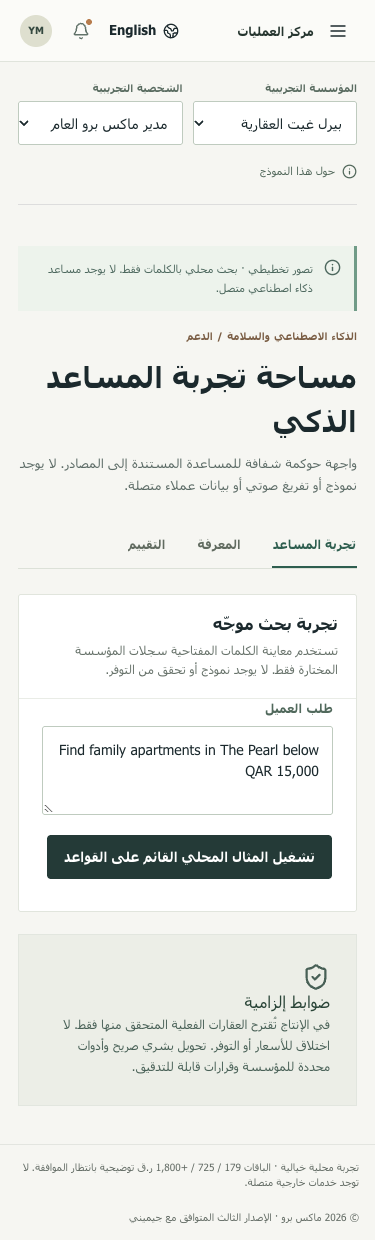 مركز العمليات
English
YM
المؤسسة التجريبية
الشخصية التجريبية
بيرل غيت العقارية
مدير ماكس برو العام
حول هذا النموذج
تصور تخطيطي · بحث محلي بالكلمات فقط. لا يوجد مساعد
ذكاء اصطناعي متصل.
الذكاء الاصطناعي والسلامة / الدعم
مساحة تجربة المساعد
الذكي
واجهة حوكمة شفافة للمساعدة المستندة إلى المصادر. لا يوجد
نموذج أو تفريغ صوتي أو بيانات عملاء متصلة.
تجربة المساعد
المعرفة
التقييم
تجربة بحث موجّه
تستخدم معاينة الكلمات المفتاحية سجلات المؤسسة
المختارة فقط. لا يوجد نموذج أو تحقق من التوفر.
طلب العميل
Find family apartments in The Pearl below
QAR 15,000
تشغيل المثال المحلي القائم على القواعد
ضوابط إلزامية
في الإنتاج تُقترح العقارات الفعلية المتحقق منها فقط. لا
اختلاق للأسعار أو التوفر. تحويل بشري صريح وأدوات
محددة للمؤسسة وقرارات قابلة للتدقيق.
تجربة محلية خيالية · الباقات 179 / 725 / +1,800 ر.ق توضيحية بانتظار الموافقة. لا
توجد خدمات خارجية متصلة.
© 2026 ماكس برو · الإصدار الثالث المتوافق مع جيميني